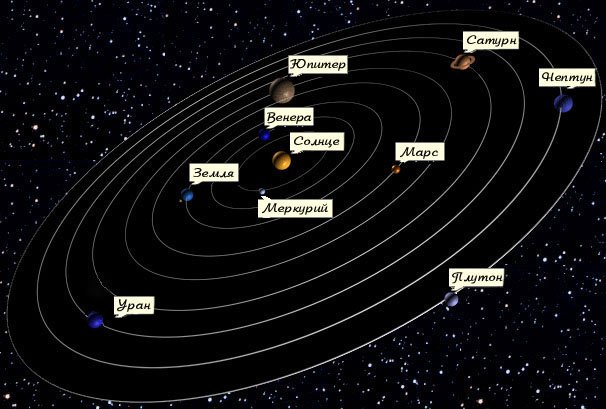 Сатурн
Юпитер
Нептун
Венера
Солнце
Марс
Земля
Меркурий
Плутон
Уран